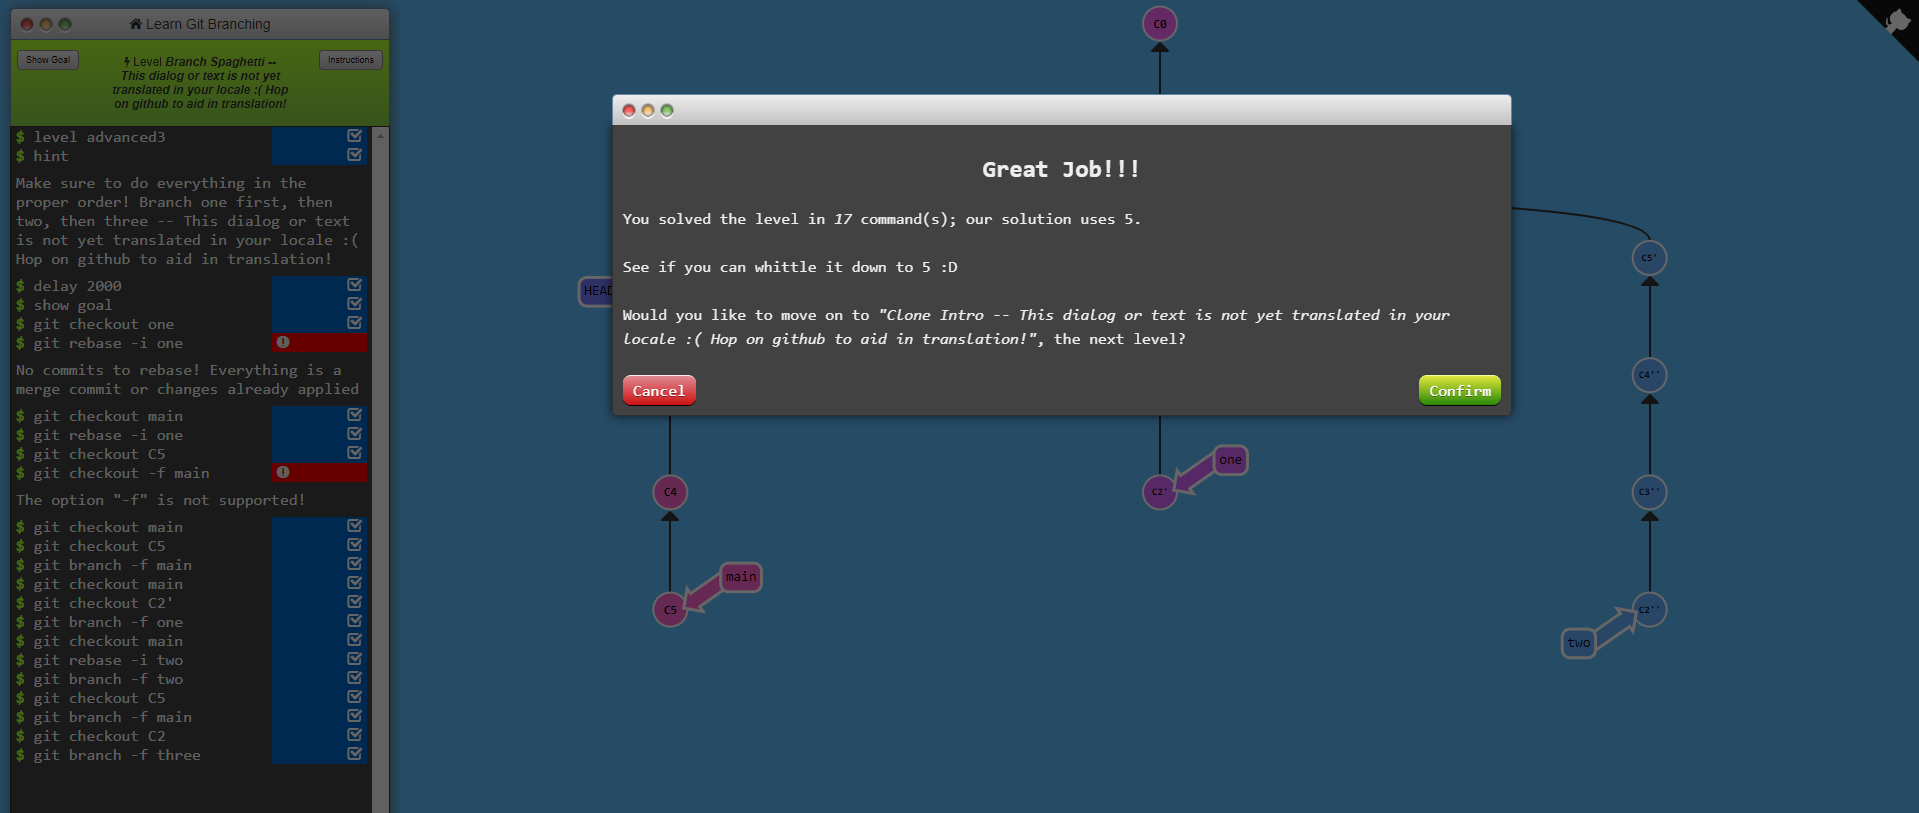 Learn Git Branching
Show Goal
Level Branch Spaghetti --
This dialog or text is not yet
translated in your locale :( Hop
on github to aid in translation!
Instructions
$ level advanced3
$ hint
Make sure to do everything in the
proper order! Branch one first, then
two, then three -- This dialog or text
is not yet translated in your locale :(
Hop on github to aid in translation!
$ delay 2000
$ show goal
$ git checkout one
$ git rebase -i one
No commits to rebase! Everything is a
merge commit or changes already applied
$ git checkout main
$ git rebase -i one
$ git checkout C5
$ git checkout -f main
The option "-f" is not supported!
$ git checkout main
$ git checkout C5
$ git branch -f main
$ git checkout main
$ git checkout C2'
$ git branch -f one
$ git checkout main
$ git rebase -i two
$ git branch -f two
$ git checkout C5
$ git branch -f main
$ git checkout C2
$ git branch -f three
C0
Great Job!!!
You solved the level in 17 command(s); our solution uses 5.
See if you can whittle it down to 5 :D
Would you like to move on to "Clone Intro -- This dialog or text is not yet translated in your
locale :( Hop on github to aid in translation!", the next level?
Cancel
Confirm
HEAD
C5'
C4''
C4
C2'
one
C3''
C5
main
C2''
two